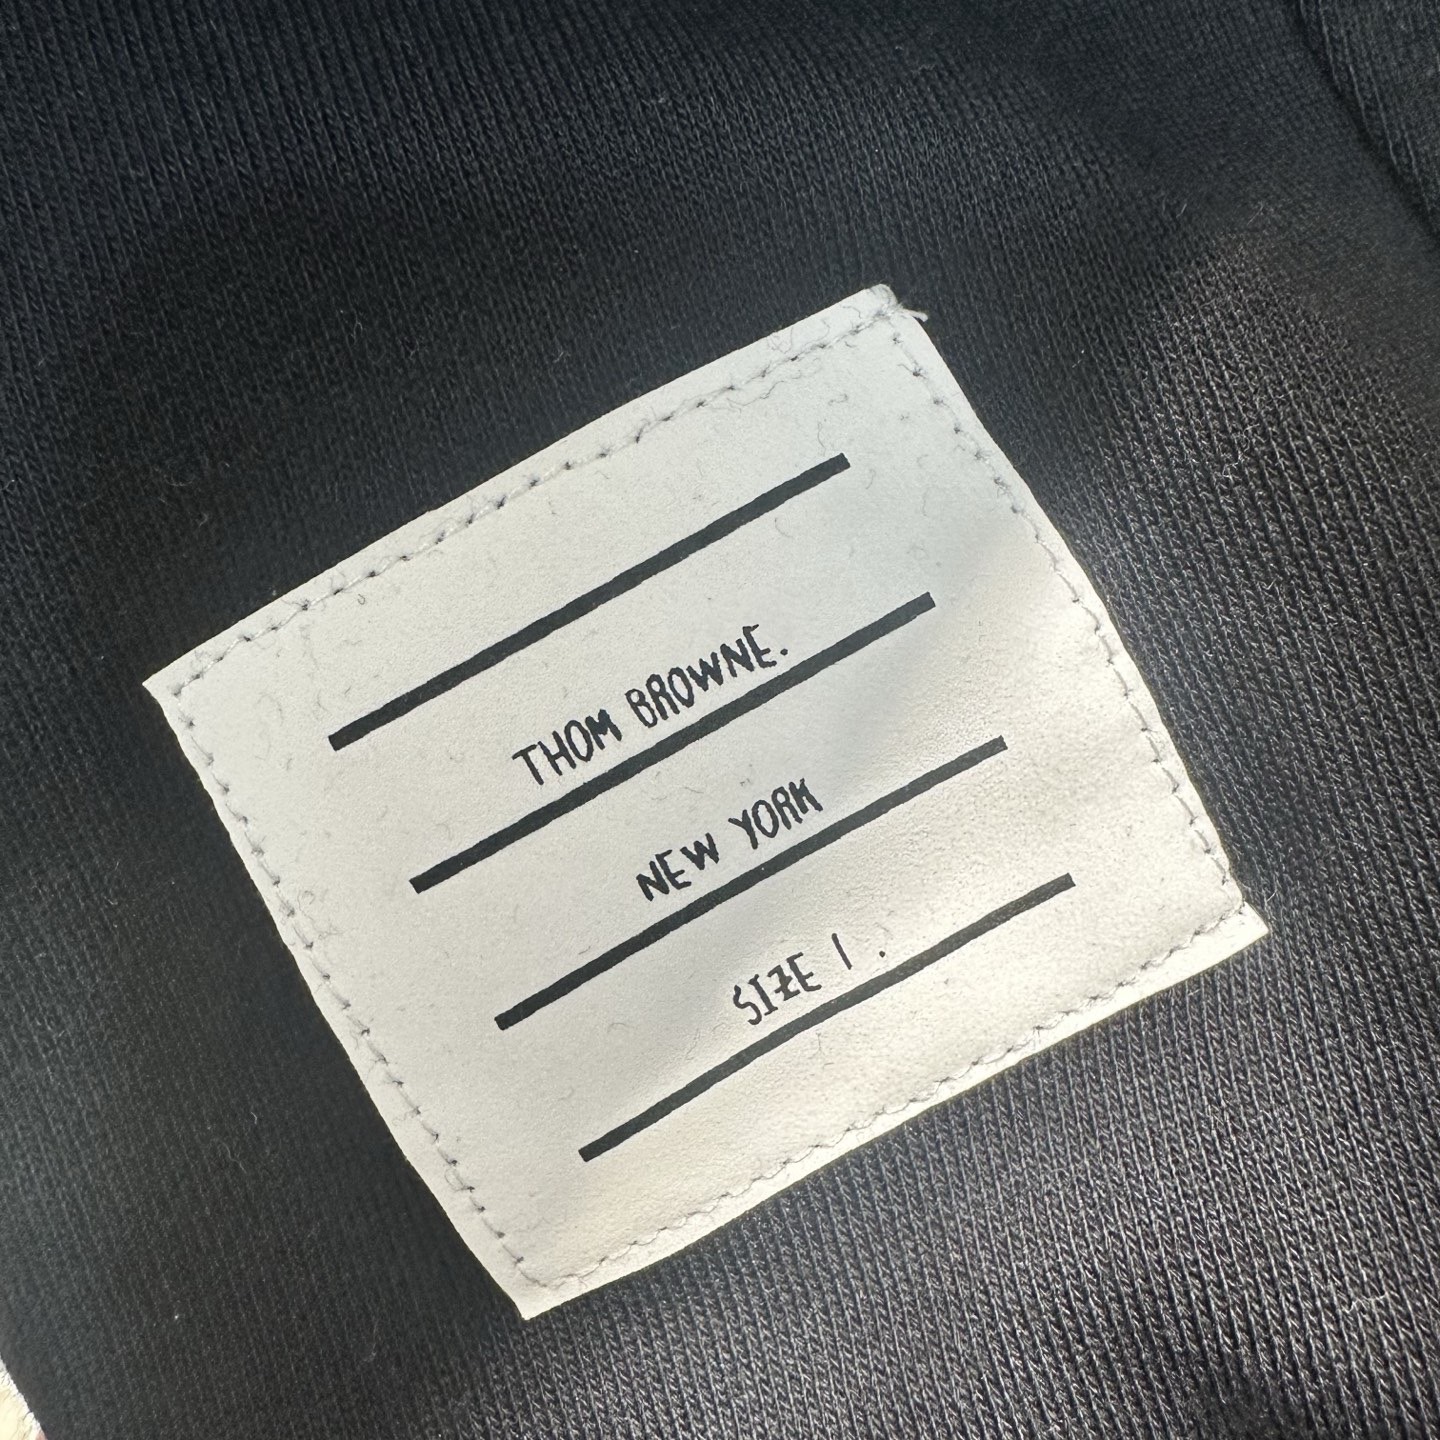 THOM BROWNE.
NEW YORK
SIZE 1 .